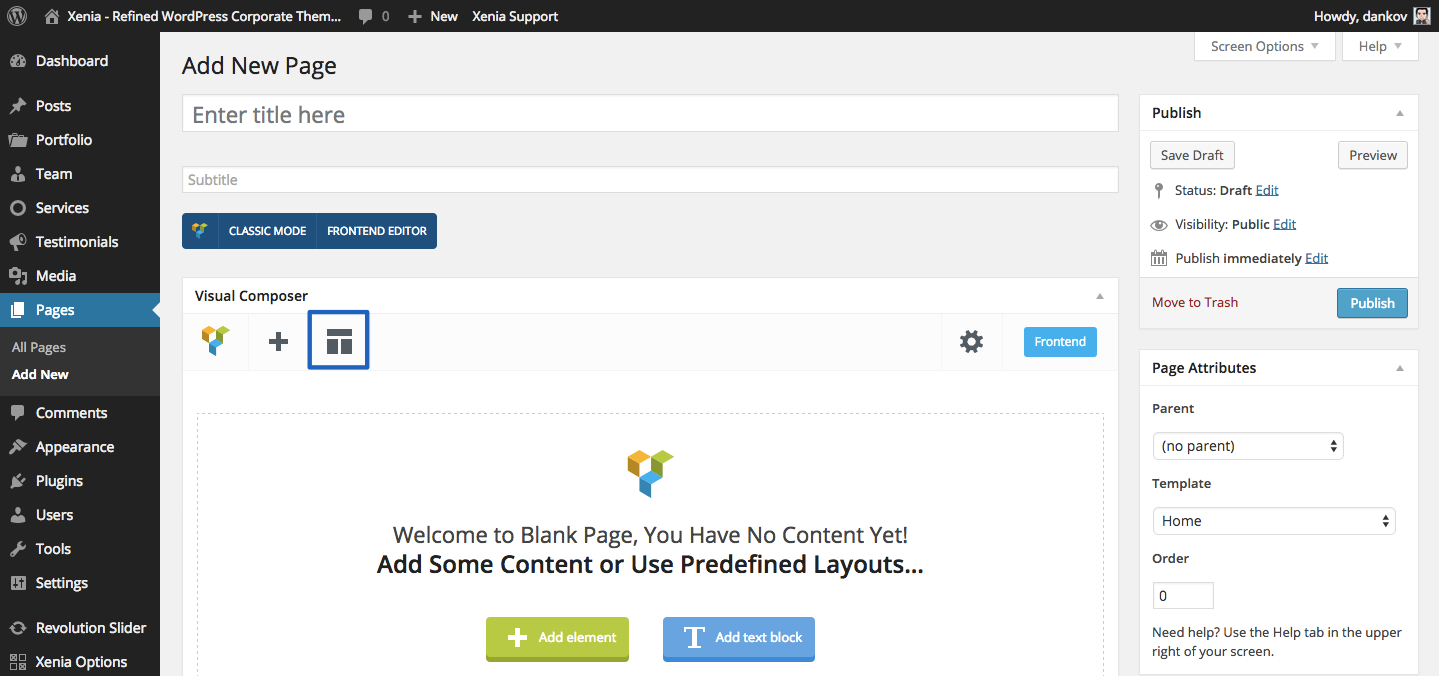 Xenia - Refined WordPress Corporate Them...
0
New
Xenia Support
Howdy, dankov
Screen Options
Help
Dashboard
Posts
Portfolio
Team
Services
Testimonials
Media
Pages
All Pages
Add New
Comments
Appearance
Plugins
Users
Tools
Settings
Revolution Slider
Xenia Options
Add New Page
Enter title here
Subtitle
CLASSIC MODE
FRONTEND EDITOR
Visual Composer
Frontend
Welcome to Blank Page, You Have No Content Yet!
Add Some Content or Use Predefined Layouts...
Add element
T Add text block
Publish
Save Draft
Preview
Status: Draft Edit
Visibility: Public Edit
Publish immediately Edit
Move to Trash
Publish
Page Attributes
Parent
(no parent)
Template
Home
Order
0
Need help? Use the Help tab in the upper
right of your screen.